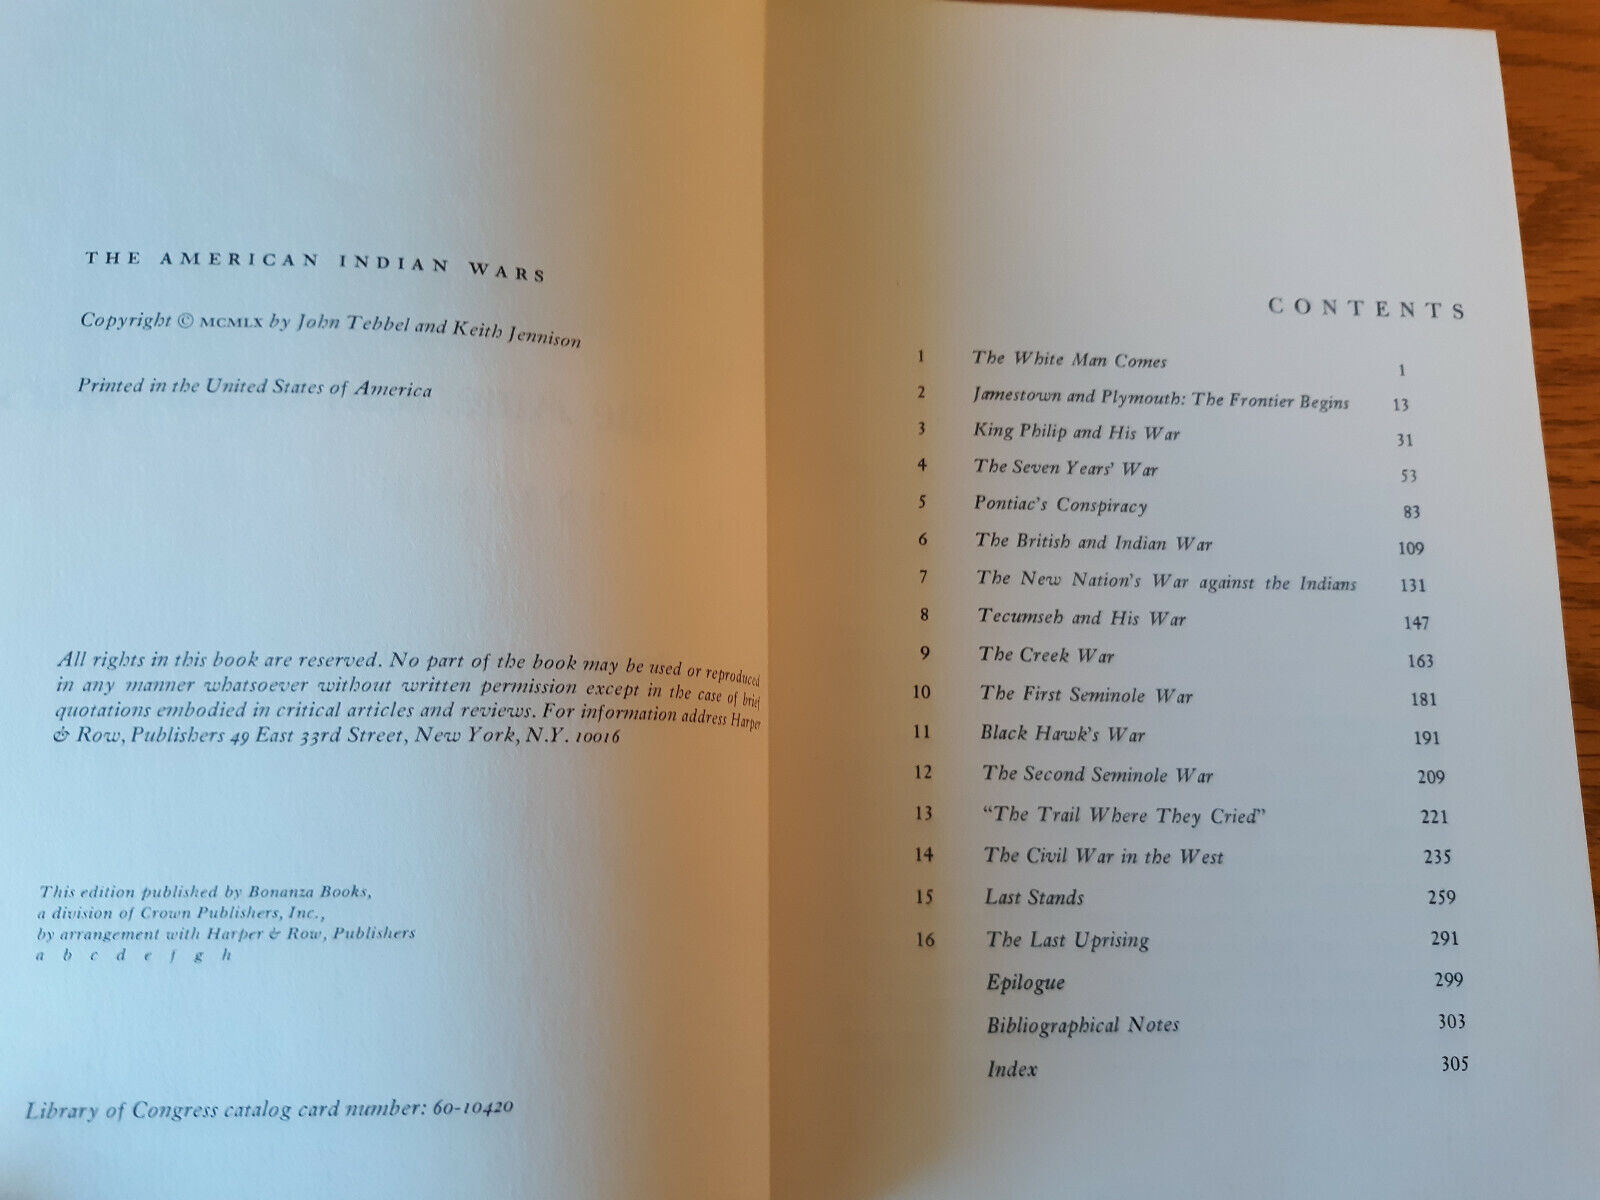 THE AMERICAN INDIAN WARS
Copyright © MCMLX by John Tebbel and Keith Jennison
Printed in the United States of America
All rights in this book are reserved. No part of the book may be used or reproduced
in any manner whatsoever without written permission except in the case of brief
quotations embodied in critical articles and reviews. For information address Harper
& Row, Publishers 49 East 33rd Street, New York, N.Y. 10016
This edition published by Bonanza Books,
a division of Crown Publishers, Inc.,
by arrangement with Harper & Row, Publishers
a b c d e f g h
Library of Congress catalog card number: 60-10420
CONTENTS
1 The White Man Comes 1
2 Jamestown and Plymouth: The Frontier Begins 13
3 King Philip and His War 31
4 The Seven Years' War 53
5 Pontiac's Conspiracy 83
6 The British and Indian War 109
7 The New Nation's War against the Indians 131
8 Tecumseh and His War 147
9 The Creek War 163
10 The First Seminole War 181
11 Black Hawk's War 191
12 The Second Seminole War 209
13 "The Trail Where They Cried" 221
14 The Civil War in the West 235
15 Last Stands 259
16 The Last Uprising 291
Epilogue 299
Bibliographical Notes 303
Index 305